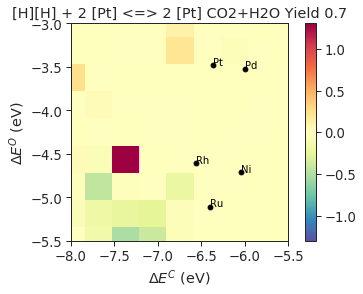 [H][H] + 2 [Pt] <=> 2 [Pt] CO2+H2O Yield 0.7
−3.0
−3.5
−4.0
−4.5
−5.0
−5.5
ΔE^O (eV)
Pt
Pd
Rh
Ni
Ru
−8.0 −7.5 −7.0 −6.5 −6.0 −5.5
ΔE^C (eV)
1.0
0.5
0.0
−0.5
−1.0